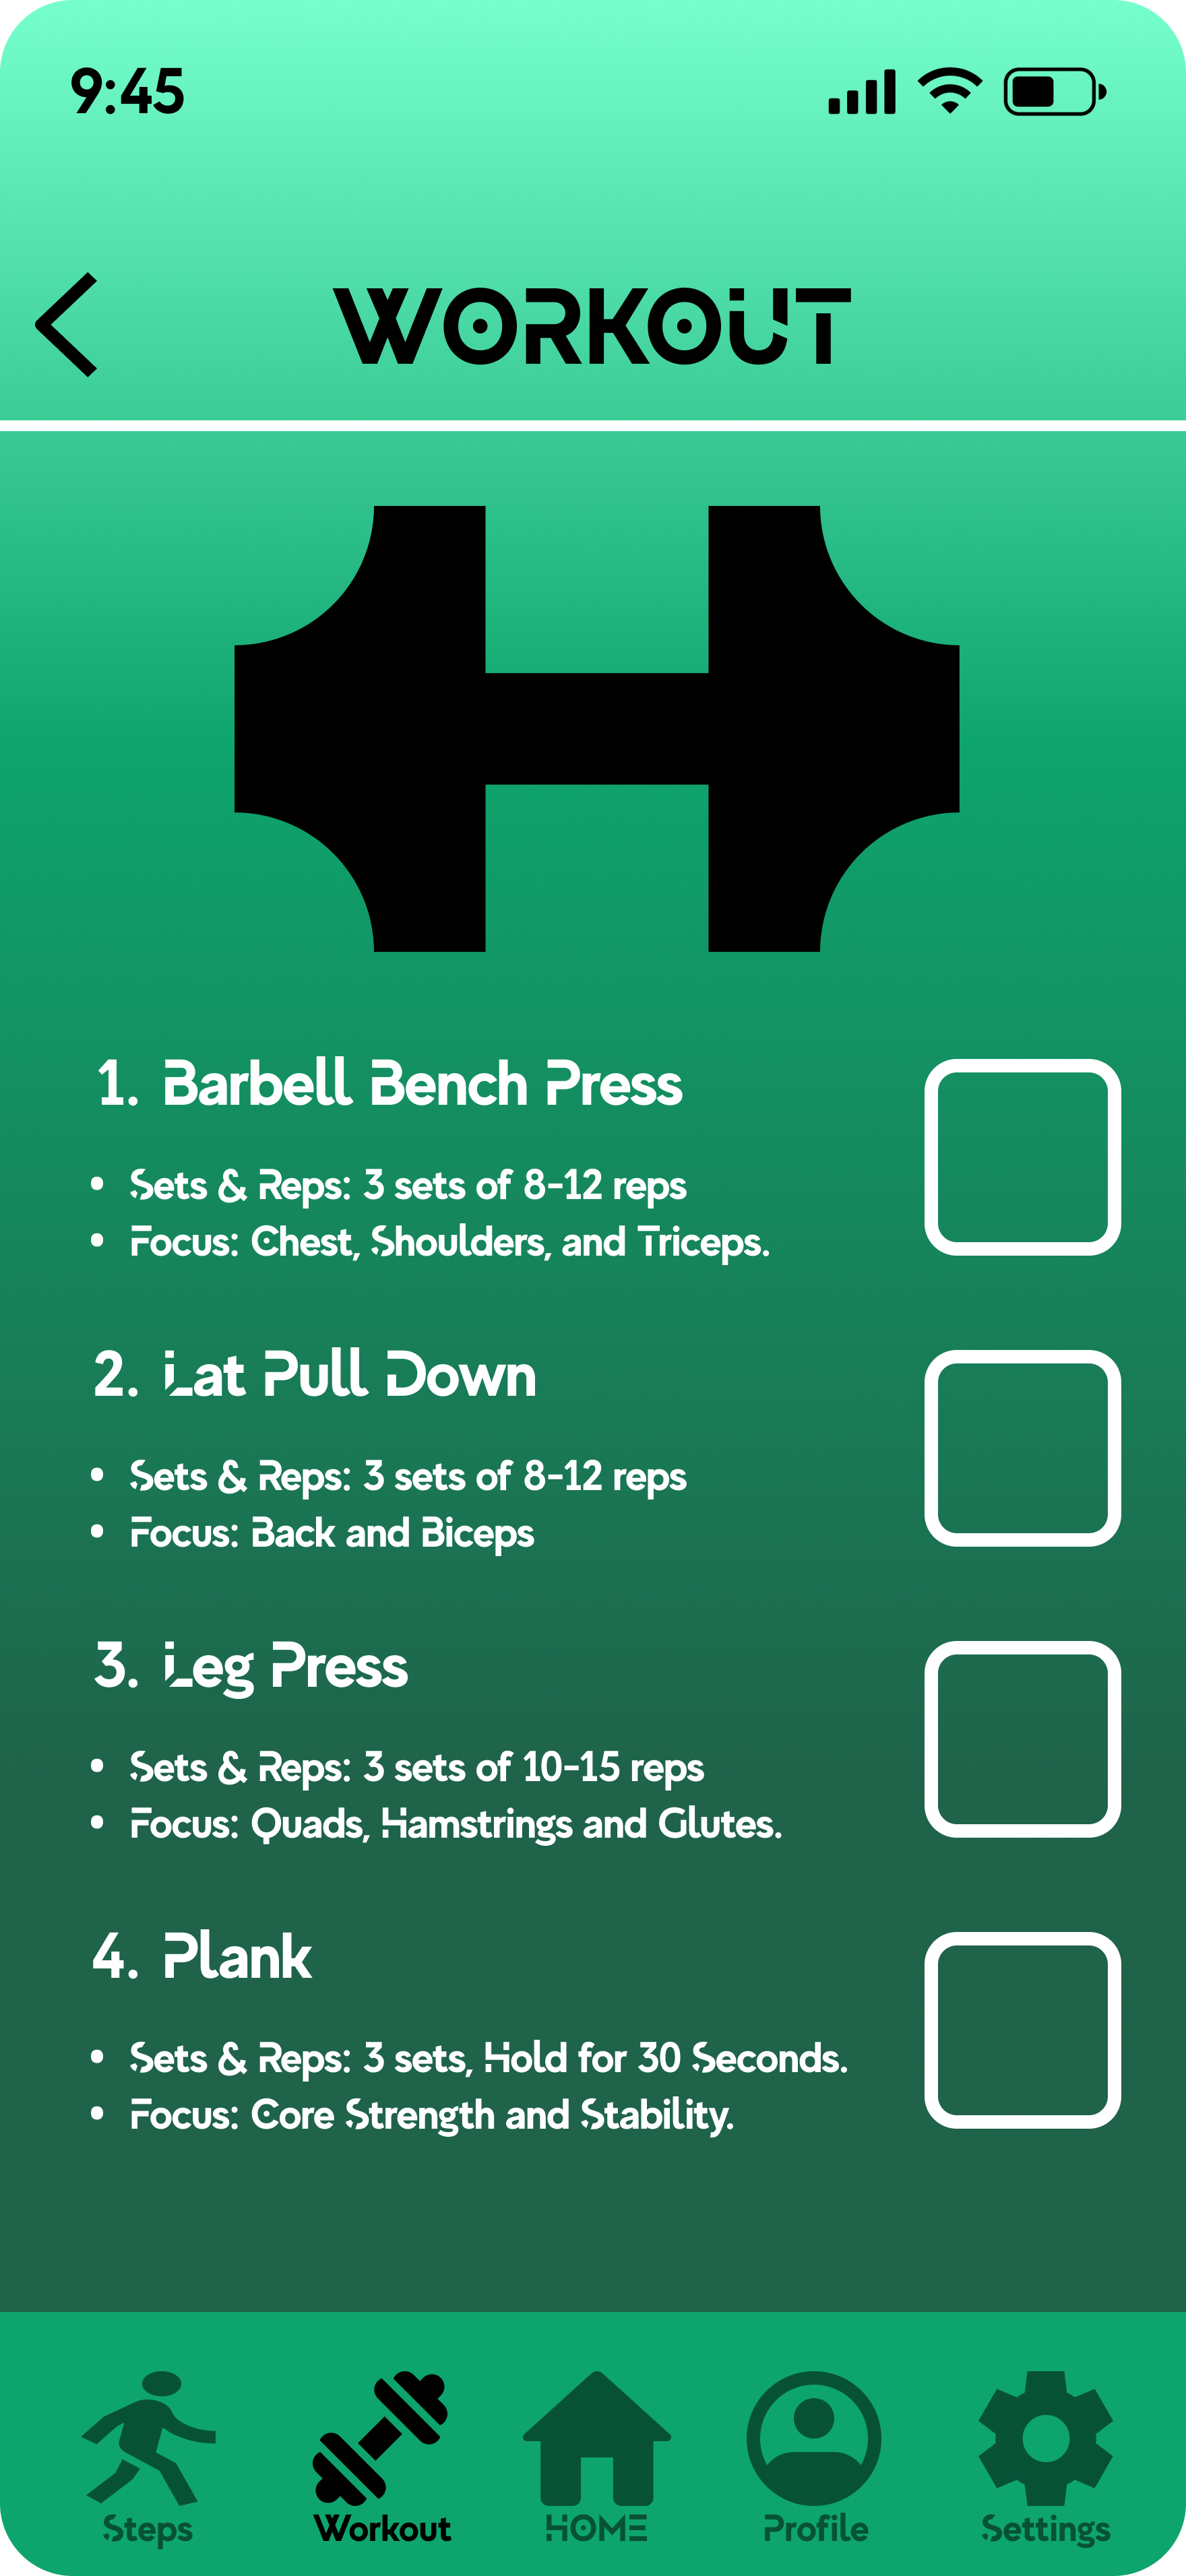 9:45
WORKOUT
1. Barbell Bench Press
• Sets & Reps: 3 sets of 8-12 reps
• Focus: Chest, Shoulders, and Triceps.
2. Lat Pull Down
• Sets & Reps: 3 sets of 8-12 reps
• Focus: Back and Biceps
3. Leg Press
• Sets & Reps: 3 sets of 10-15 reps
• Focus: Quads, Hamstrings and Glutes.
4. Plank
• Sets & Reps: 3 sets, Hold for 30 Seconds.
• Focus: Core Strength and Stability.
Steps Workout HOME Profile Settings